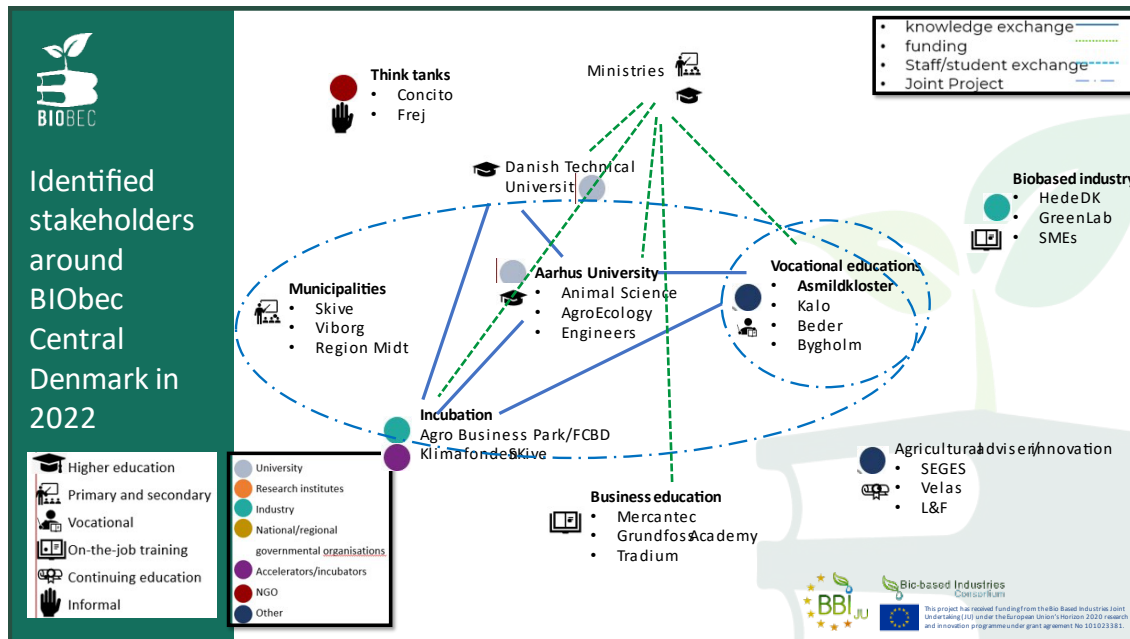 BIOBEC
Identified
stakeholders
around
BIObec
Central
Denmark in
2022
Higher education
Primary and secondary
Vocational
On-the-job training
Continuing education
Informal
University
Research institutes
Industry
National/regional
governmental organisations
Accelerators/incubators
NGO
Other
Think tanks
• Concito
• Frej
Ministries
• knowledge exchange
• funding
• Staff/student exchange
• Joint Project
Danish Technical
Universit
Biobased industry
• HedeDK
• GreenLab
• SMEs
Municipalities
• Skive
• Viborg
• Region Midt
Aarhus University
• Animal Science
• AgroEcology
• Engineers
Vocational educations
• Asmildkloster
• Kalo
• Beder
• Bygholm
Incubation
Agro Business Park/FCBD
Klimafonden Skive
Business education
• Mercantec
• Grundfoss Academy
• Tradium
Agricultural adviser/innovation
• SEGES
• Velas
• L&F
BBI JU
Bio-based Industries
Consortium
This project has received funding from the Bio Based Industries Joint
Undertaking (JU) under the European Union's Horizon 2020 research
and innovation programme under grant agreement No 101023381.